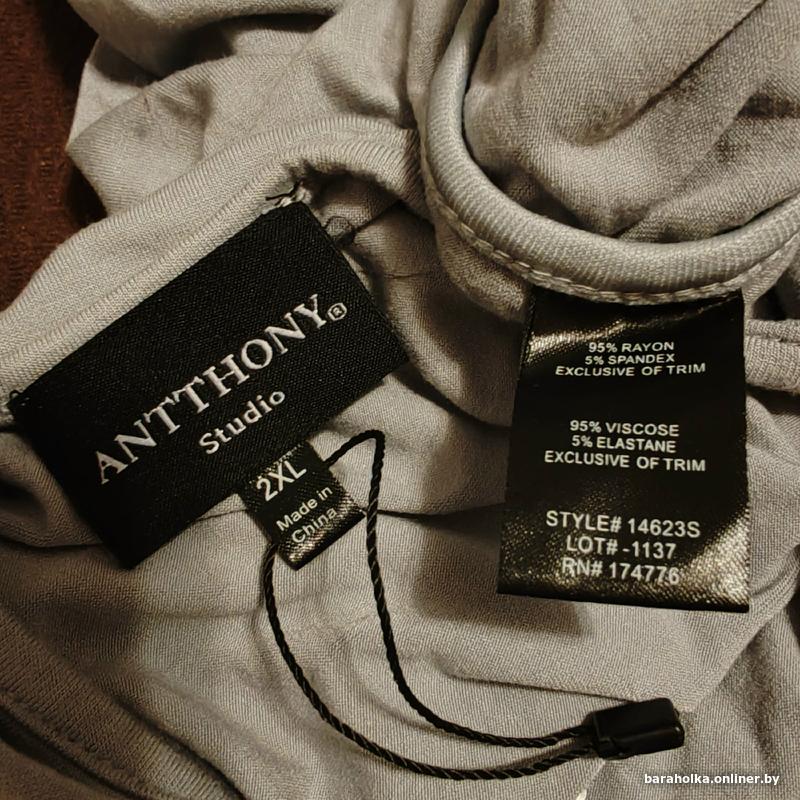 ANTTHONY®
Studio
2XL
Made in
China
95% RAYON
5% SPANDEX
EXCLUSIVE OF TRIM
95% VISCOSE
5% ELASTANE
EXCLUSIVE OF TRIM
STYLE# 14623S
LOT# -1137
RN# 174776
baraholka.onliner.by